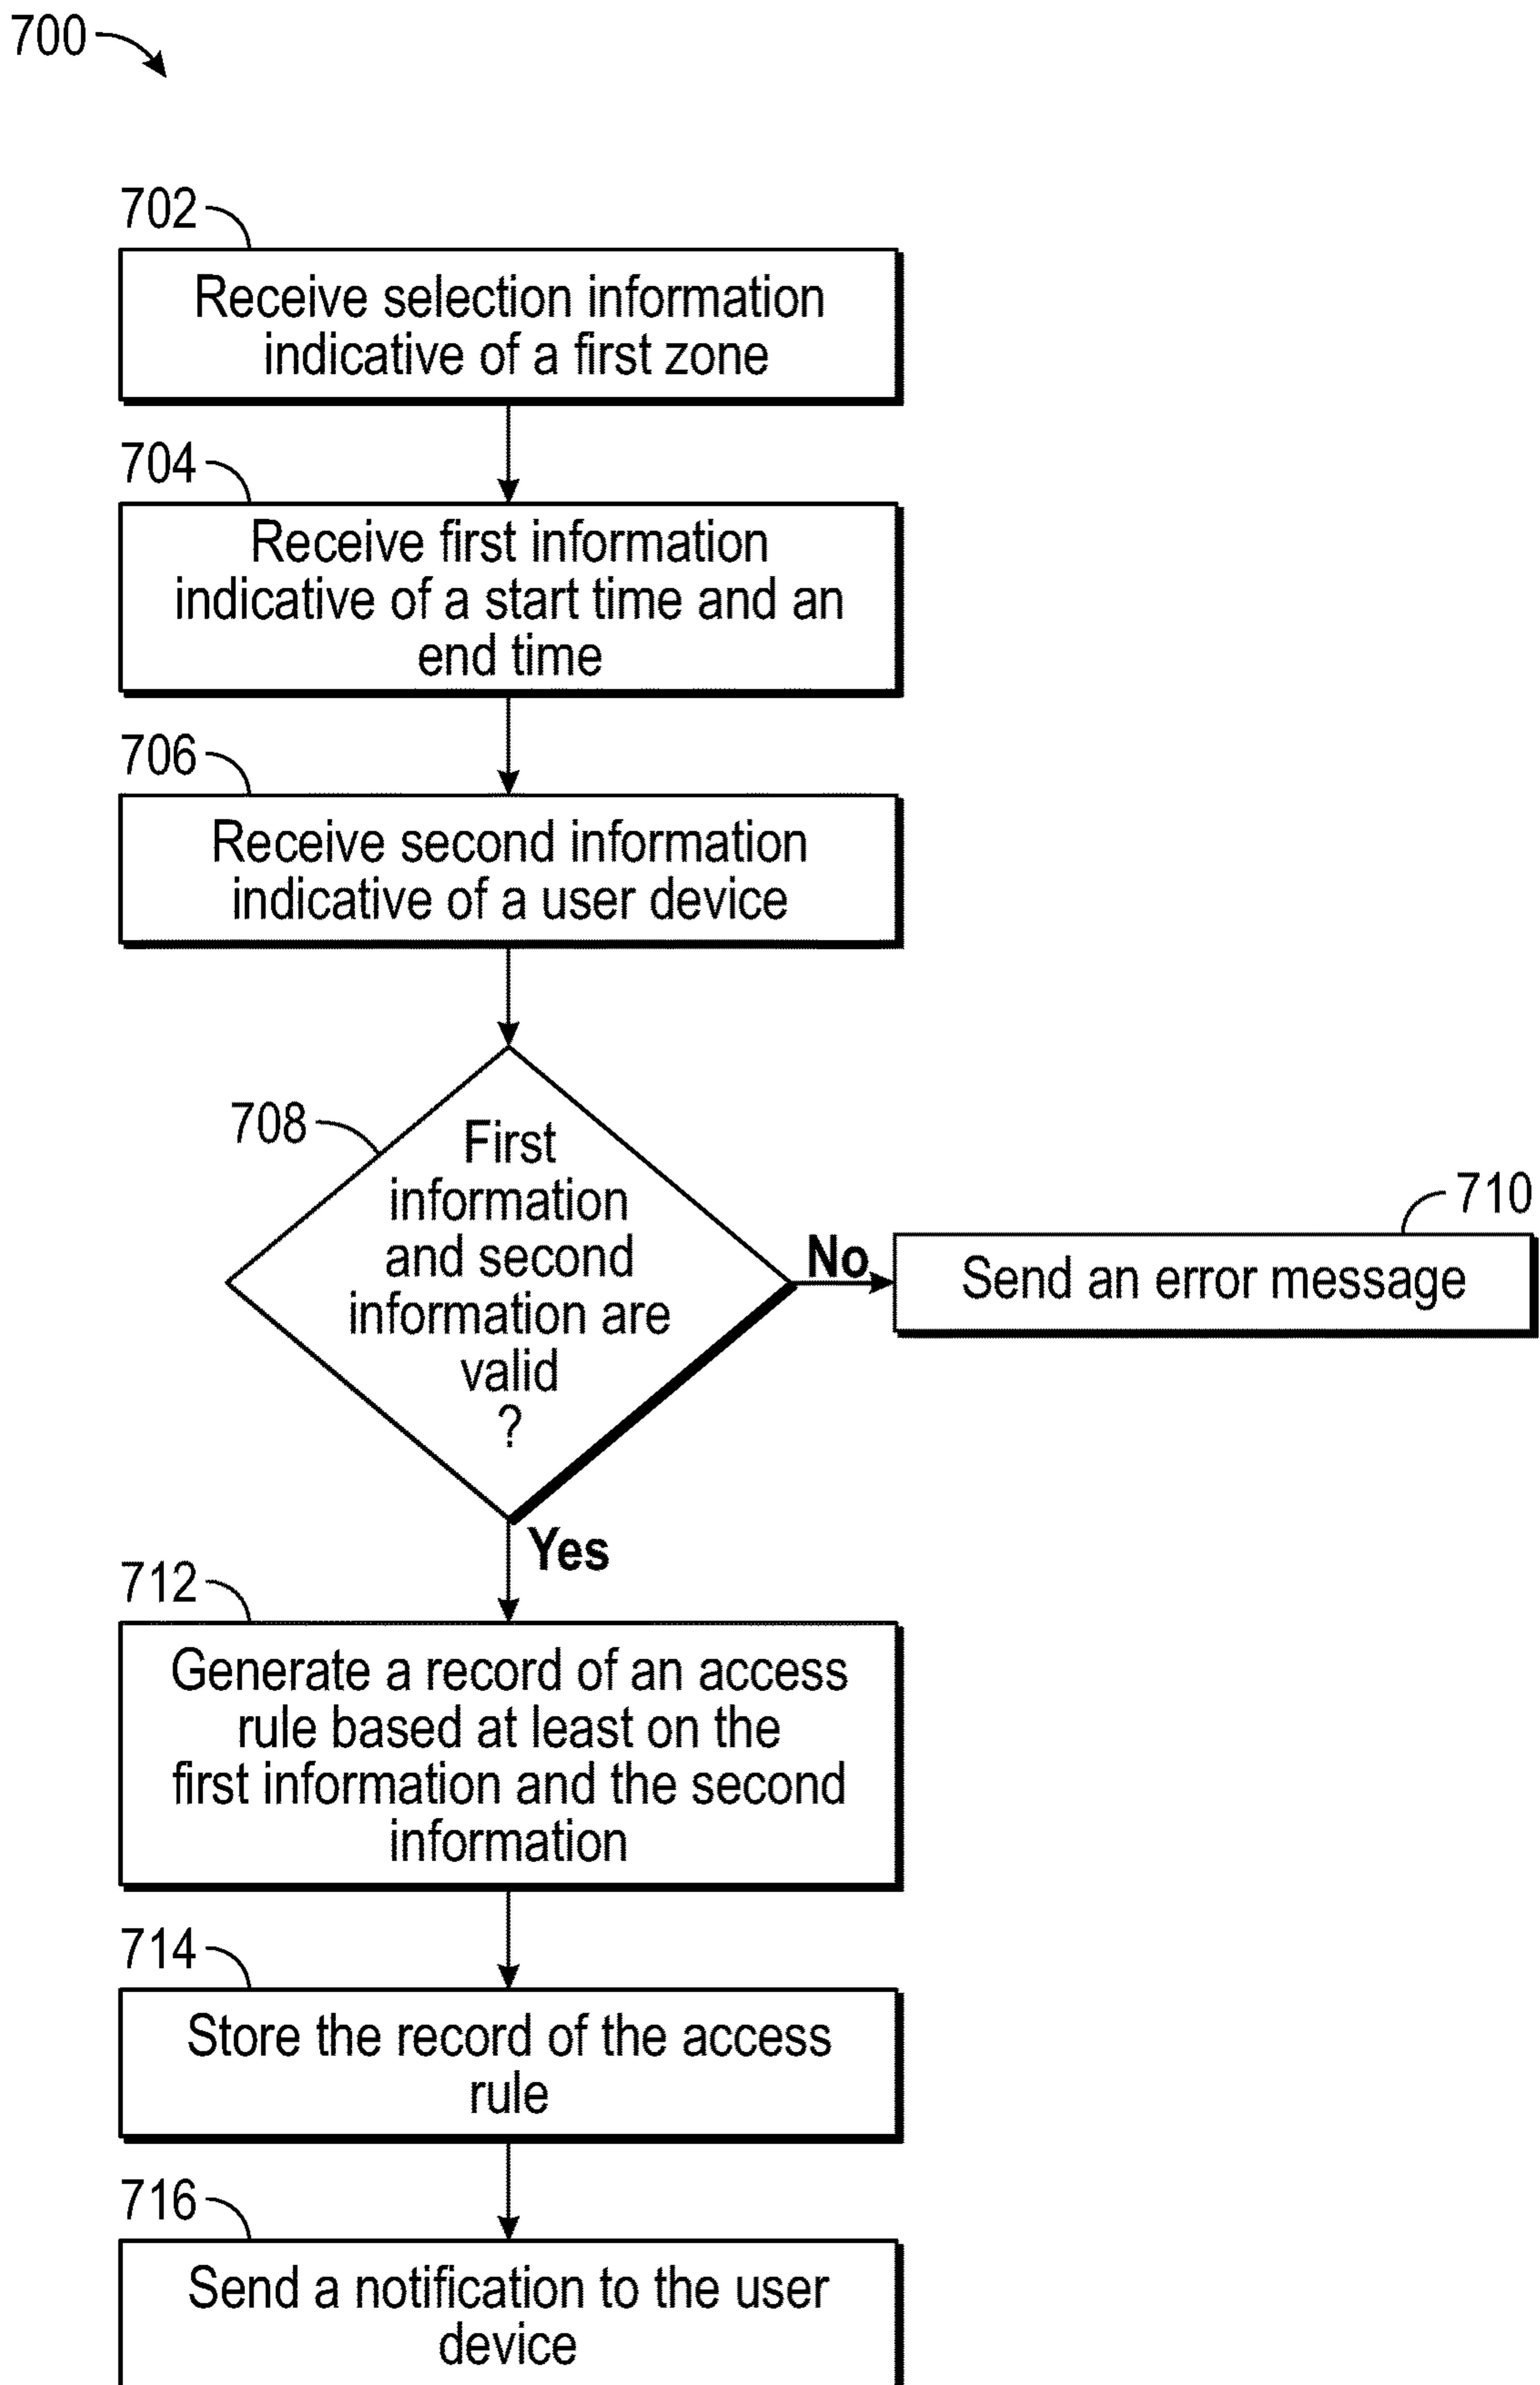 700
702
Receive selection information
indicative of a first zone
704
Receive first information
indicative of a start time and an
end time
706
Receive second information
indicative of a user device
708
First
information
and second
information are
valid
?
No
710
Send an error message
Yes
712
Generate a record of an access
rule based at least on the
first information and the second
information
714
Store the record of the access
rule
716
Send a notification to the user
device